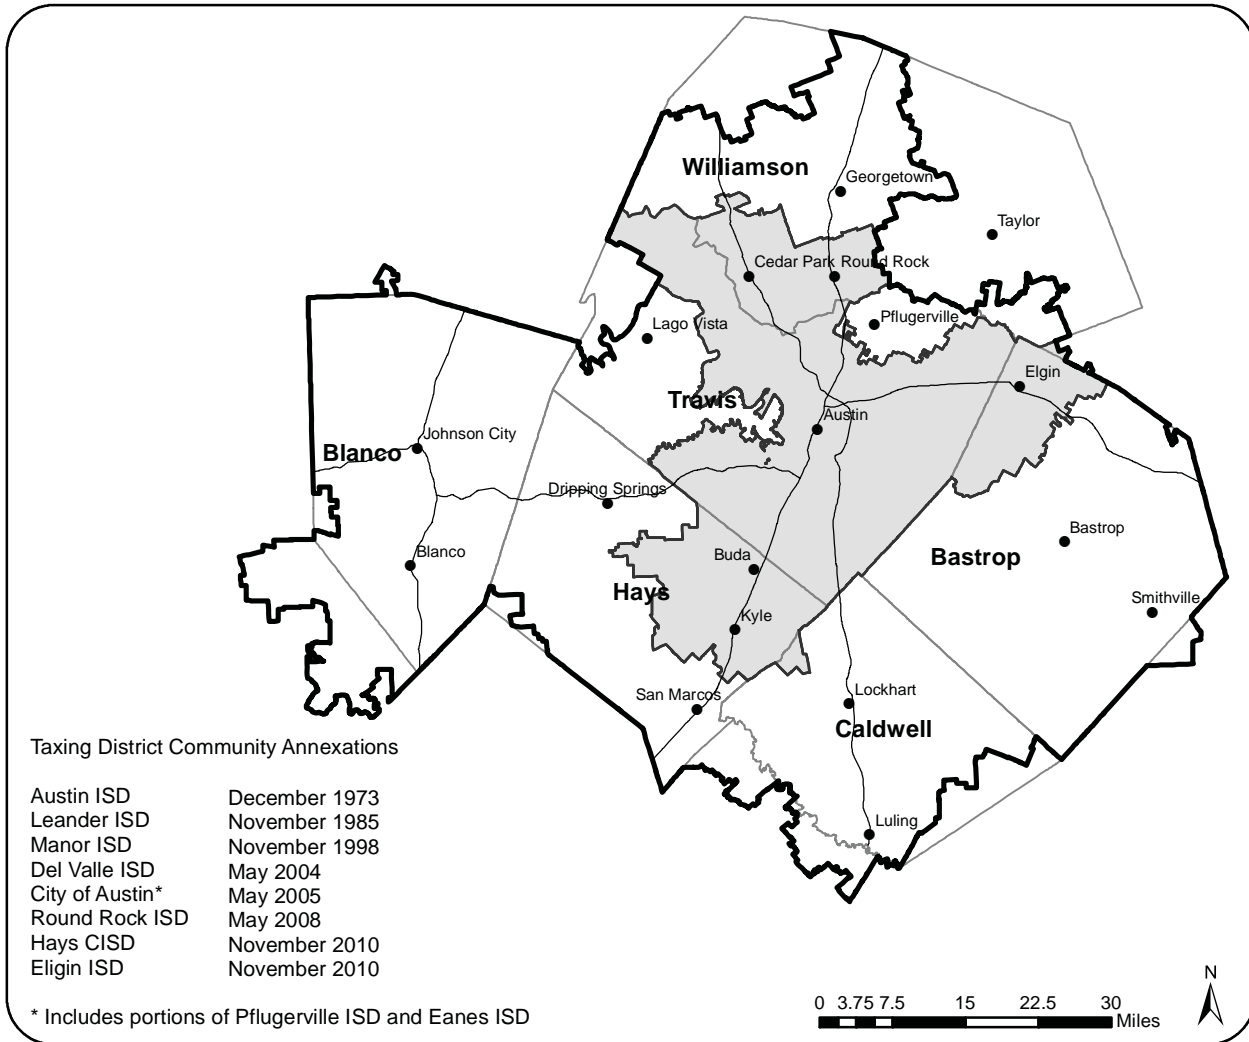 Williamson
Georgetown
Taylor
Cedar Park Round Rock
Pflugerville
Lago Vista
Elgin
Travis
Austin
Johnson City
Blanco
Dripping Springs
Bastrop
Bastrop
Blanco
Buda
Hays
Smithville
Kyle
San Marcos
Lockhart
Caldwell
Luling
Taxing District Community Annexations
Austin ISD December 1973
Leander ISD November 1985
Manor ISD November 1998
Del Valle ISD May 2004
City of Austin* May 2005
Round Rock ISD May 2008
Hays CISD November 2010
Eligin ISD November 2010
* Includes portions of Pflugerville ISD and Eanes ISD
N
0 3.75 7.5 15 22.5 30
Miles